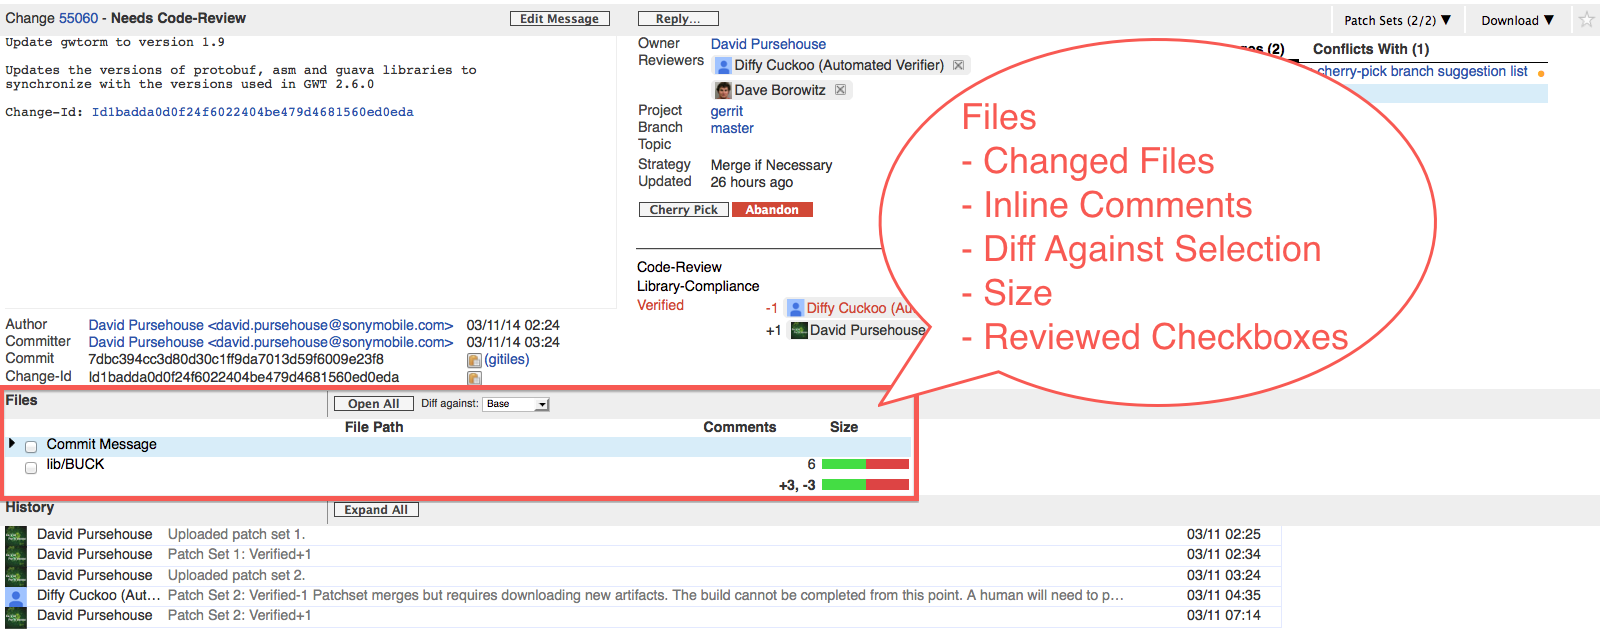 Change 55060 - Needs Code-Review
Edit Message
Reply...
Patch Sets (2/2) ▼
Download ▼
Update gwtorm to version 1.9
Updates the versions of protobuf, asm and guava libraries to
synchronize with the versions used in GWT 2.6.0
Change-Id: Id1badda0d0f24f6022404be479d4681560ed0eda
Owner David Pursehouse
Reviewers Diffy Cuckoo (Automated Verifier)
Dave Borowitz
Project gerrit
Branch master
Topic
Strategy Merge if Necessary
Updated 26 hours ago
Cherry Pick Abandon
(2) Conflicts With (1)
cherry-pick branch suggestion list
Code-Review
Library-Compliance
Verified -1 Diffy Cuckoo (Au
+1 David Pursehouse
Files
- Changed Files
- Inline Comments
- Diff Against Selection
- Size
- Reviewed Checkboxes
Author David Pursehouse <david.pursehouse@sonymobile.com> 03/11/14 02:24
Committer David Pursehouse <david.pursehouse@sonymobile.com> 03/11/14 03:24
Commit 7dbc394cc3d80d30c1ff9da7013d59f6009e23f8 (gitiles)
Change-Id Id1badda0d0f24f6022404be479d4681560ed0eda
Files Open All Diff against: Base
File Path Comments Size
Commit Message
lib/BUCK 6
+3, -3
History Expand All
David Pursehouse Uploaded patch set 1. 03/11 02:25
David Pursehouse Patch Set 1: Verified+1 03/11 02:34
David Pursehouse Uploaded patch set 2. 03/11 03:24
Diffy Cuckoo (Aut... Patch Set 2: Verified-1 Patchset merges but requires downloading new artifacts. The build cannot be completed from this point. A human will need to p... 03/11 04:35
David Pursehouse Patch Set 2: Verified+1 03/11 07:14